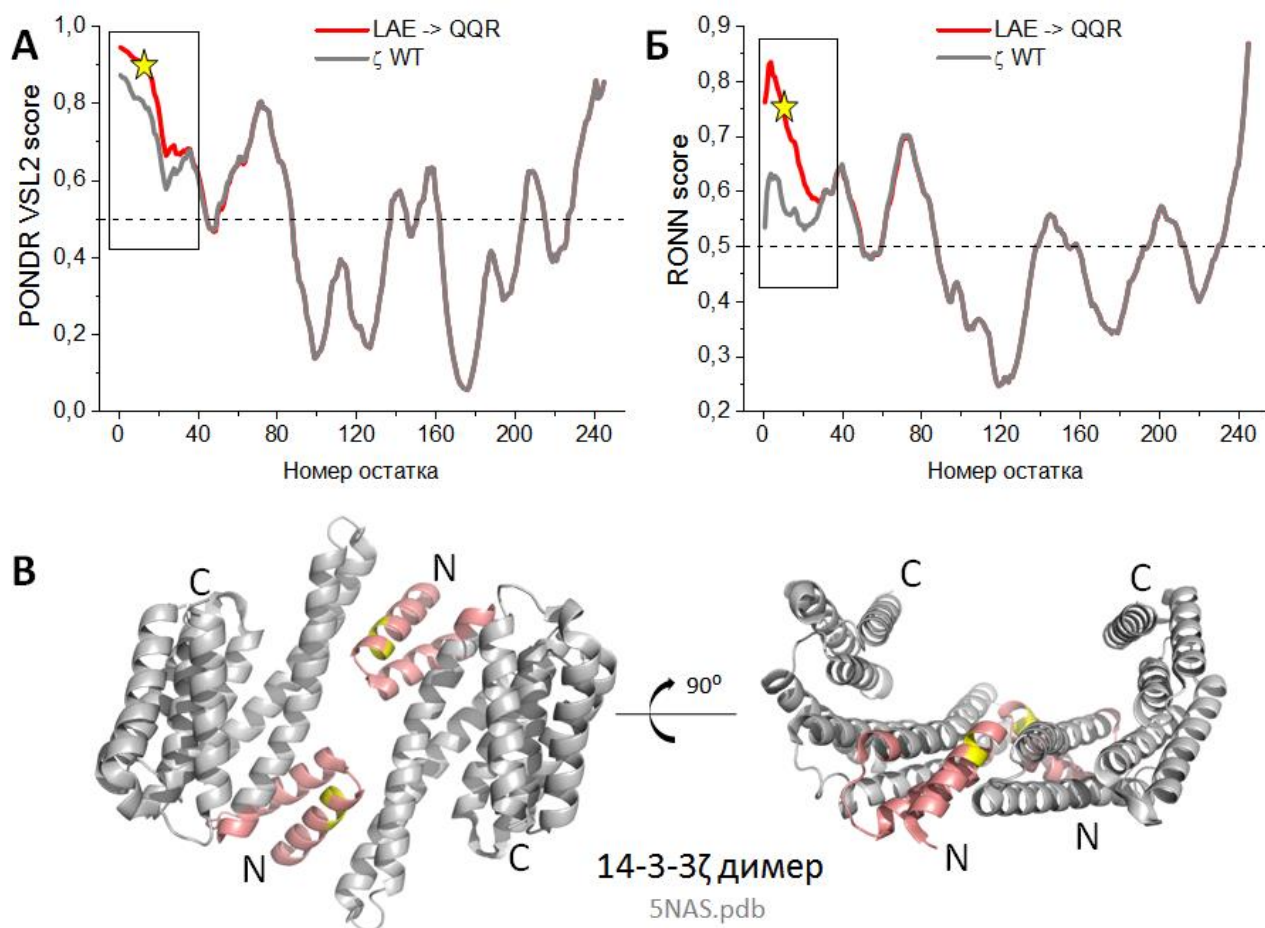 А
LAE -> QQR
ζ WT
PONDR VSL2 score
1,0
0,8
0,6
0,4
0,2
0,0
0 40 80 120 160 200 240
Номер остатка
Б
LAE -> QQR
ζ WT
RONN score
0,9
0,8
0,7
0,6
0,5
0,4
0,3
0,2
0 40 80 120 160 200 240
Номер остатка
В
C
N
N
C
90⁰
C
C
N
N
14-3-3ζ димер
5NAS.pdb